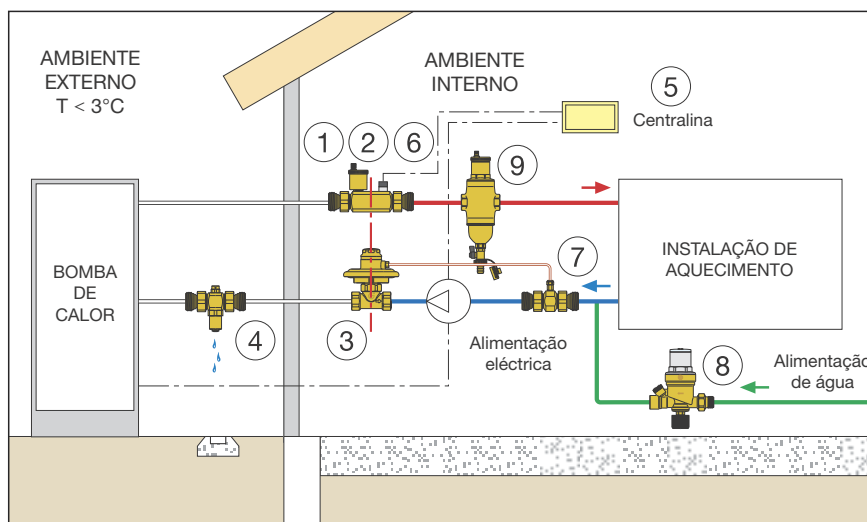 AMBIENTE
EXTERNO
T < 3°C
AMBIENTE
INTERNO
5
Centralina
1 2 6
9
BOMBA
DE
CALOR
INSTALAÇÃO DE
AQUECIMENTO
7
4
3
Alimentação
eléctrica
8
Alimentação
de água